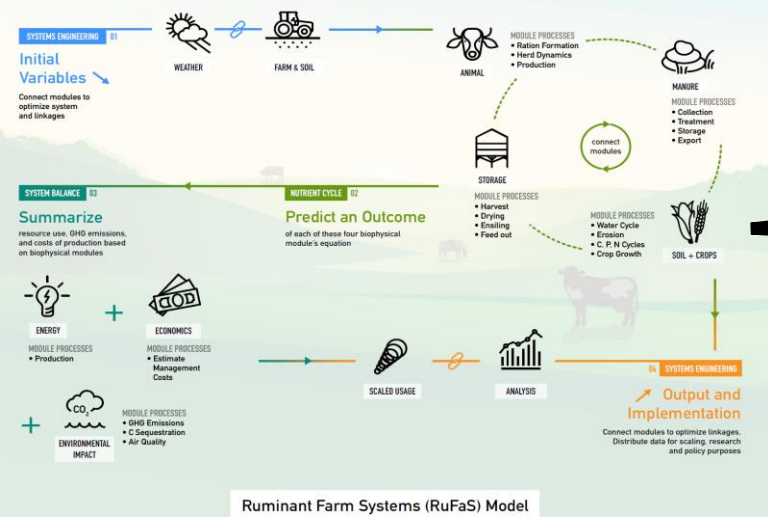 SYSTEMS ENGINEERING 01
Initial
Variables
Connect modules to
optimize system
and linkages
WEATHER
FARM & SOIL
ANIMAL
MODULE PROCESSES
• Ration Formation
• Herd Dynamics
• Production
MANURE
MODULE PROCESSES
• Collection
• Treatment
• Storage
• Export
connect
modules
STORAGE
MODULE PROCESSES
• Harvest
• Drying
• Ensiling
• Feed out
MODULE PROCESSES
• Water Cycle
• Erosion
• C, P, N Cycles
• Crop Growth
SOIL + CROPS
NUTRIENT CYCLE 02
Predict an Outcome
of each of these four biophysical
module's equation
SYSTEM BALANCE 03
Summarize
resource use, GHG emissions,
and costs of production based
on biophysical modules
ENERGY
MODULE PROCESSES
• Production
+
ECONOMICS
MODULE PROCESSES
• Estimate
Management
Costs
+
CO₂
ENVIRONMENTAL
IMPACT
MODULE PROCESSES
• GHG Emissions
• C Sequestration
• Air Quality
SCALED USAGE
ANALYSIS
04 SYSTEMS ENGINEERING
Output and
Implementation
Connect modules to optimize linkages.
Distribute data for scaling, research
and policy purposes
Ruminant Farm Systems (RuFaS) Model